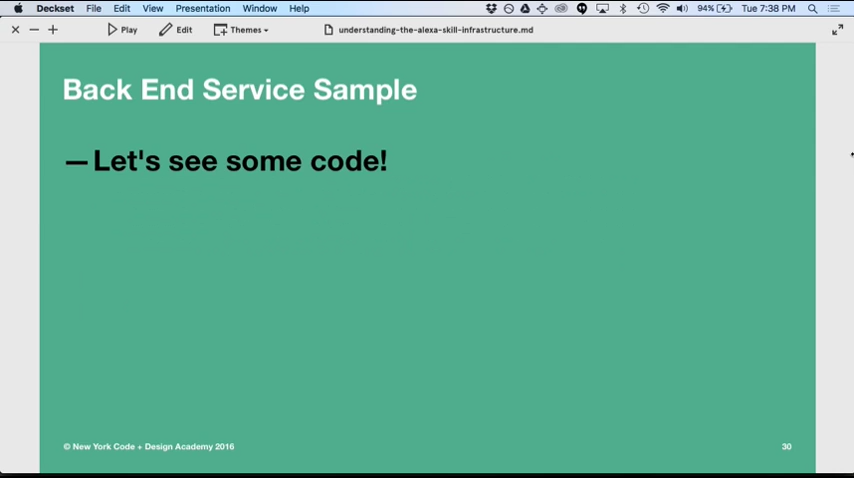 Deckset File Edit View Presentation Window Help 94% Tue 7:38 PM
Play Edit Themes understanding-the-alexa-skill-infrastructure.md
Back End Service Sample
—Let's see some code!
© New York Code + Design Academy 2016 30